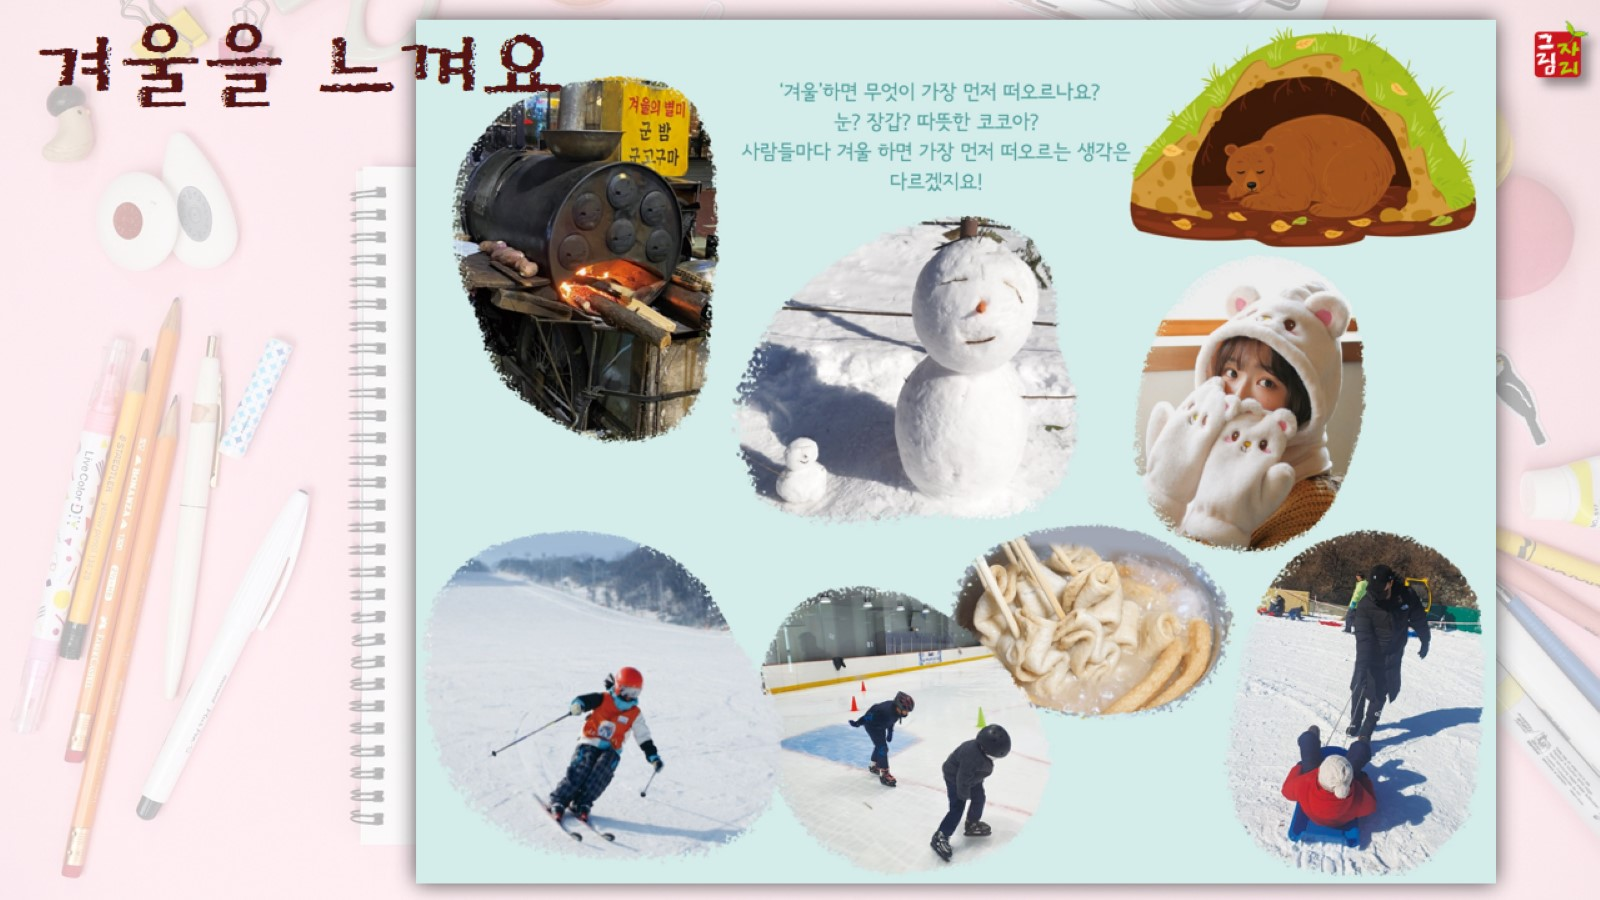 겨울을 느껴요
그림
자리
겨울의 별미
군 밤
군고구마
'겨울'하면 무엇이 가장 먼저 떠오르나요?
눈? 장갑? 따뜻한 코코아?
사람들마다 겨울 하면 가장 먼저 떠오르는 생각은
다르겠지요!
LiveColor DIY